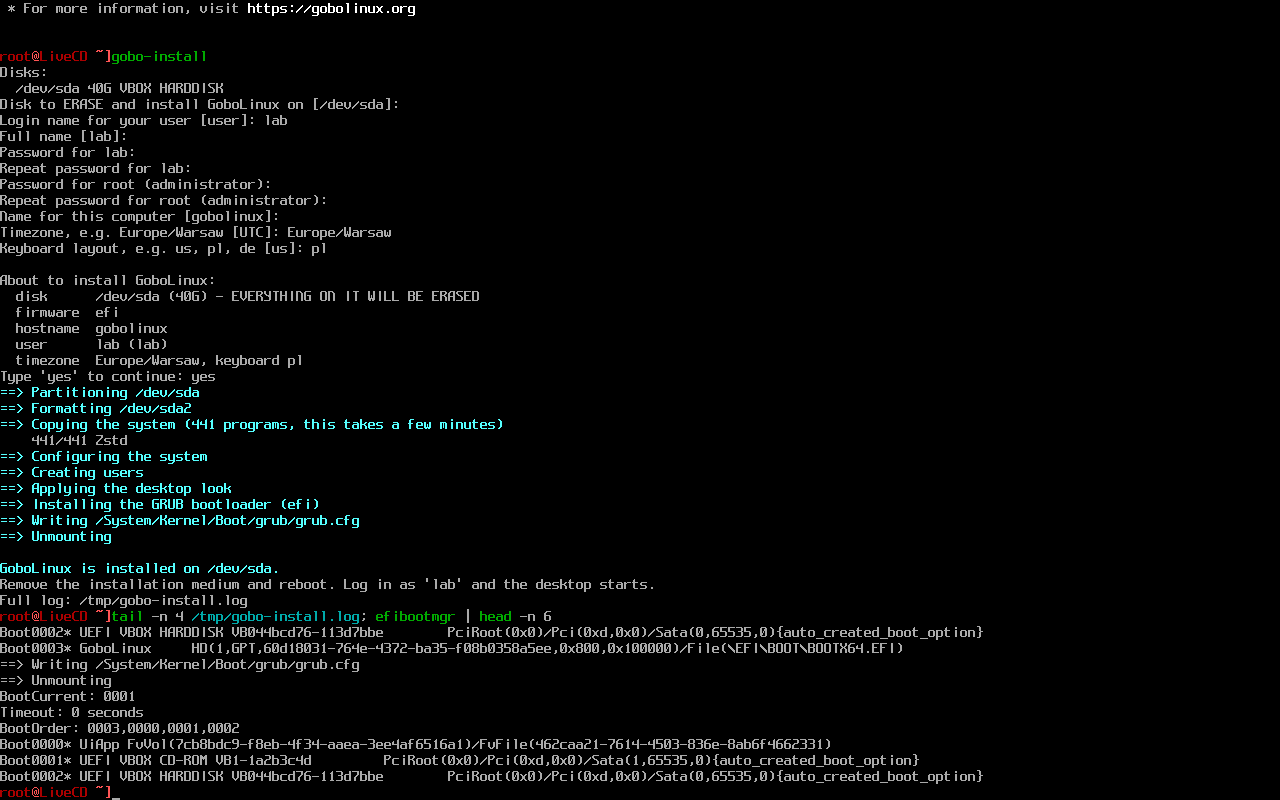 * For more information, visit https://gobolinux.org
root@LiveCD ~]gobo-install
Disks:
  /dev/sda 40G VBOX HARDDISK
Disk to ERASE and install GoboLinux on [/dev/sda]:
Login name for your user [user]: lab
Full name [lab]:
Password for lab:
Repeat password for lab:
Password for root (administrator):
Repeat password for root (administrator):
Name for this computer [gobolinux]:
Timezone, e.g. Europe/Warsaw [UTC]: Europe/Warsaw
Keyboard layout, e.g. us, pl, de [us]: pl
About to install GoboLinux:
  disk      /dev/sda (40G) - EVERYTHING ON IT WILL BE ERASED
  firmware  efi
  hostname  gobolinux
  user      lab (lab)
  timezone  Europe/Warsaw, keyboard pl
Type 'yes' to continue: yes
==> Partitioning /dev/sda
==> Formatting /dev/sda2
==> Copying the system (441 programs, this takes a few minutes)
    441/441 Zstd
==> Configuring the system
==> Creating users
==> Applying the desktop look
==> Installing the GRUB bootloader (efi)
==> Writing /System/Kernel/Boot/grub/grub.cfg
==> Unmounting
GoboLinux is installed on /dev/sda.
Remove the installation medium and reboot. Log in as 'lab' and the desktop starts.
Full log: /tmp/gobo-install.log
root@LiveCD ~]tail -n 4 /tmp/gobo-install.log; efibootmgr | head -n 6
Boot0002* UEFI VBOX HARDDISK VB044bcd76-113d7bbe        PciRoot(0x0)/Pci(0xd,0x0)/Sata(0,65535,0){auto_created_boot_option}
Boot0003* GoboLinux     HD(1,GPT,60d18031-764e-4372-ba35-f08b0358a5ee,0x800,0x100000)/File(\EFI\BOOT\BOOTX64.EFI)
==> Writing /System/Kernel/Boot/grub/grub.cfg
==> Unmounting
BootCurrent: 0001
Timeout: 0 seconds
BootOrder: 0003,0000,0001,0002
Boot0000* UiApp FvVol(7cb8bdc9-f8eb-4f34-aaea-3ee4af6516a1)/FvFile(462caa21-7614-4503-836e-8ab6f4662331)
Boot0001* UEFI VBOX CD-ROM VB1-1a2b3c4d         PciRoot(0x0)/Pci(0xd,0x0)/Sata(1,65535,0){auto_created_boot_option}
Boot0002* UEFI VBOX HARDDISK VB044bcd76-113d7bbe        PciRoot(0x0)/Pci(0xd,0x0)/Sata(0,65535,0){auto_created_boot_option}
root@LiveCD ~]_